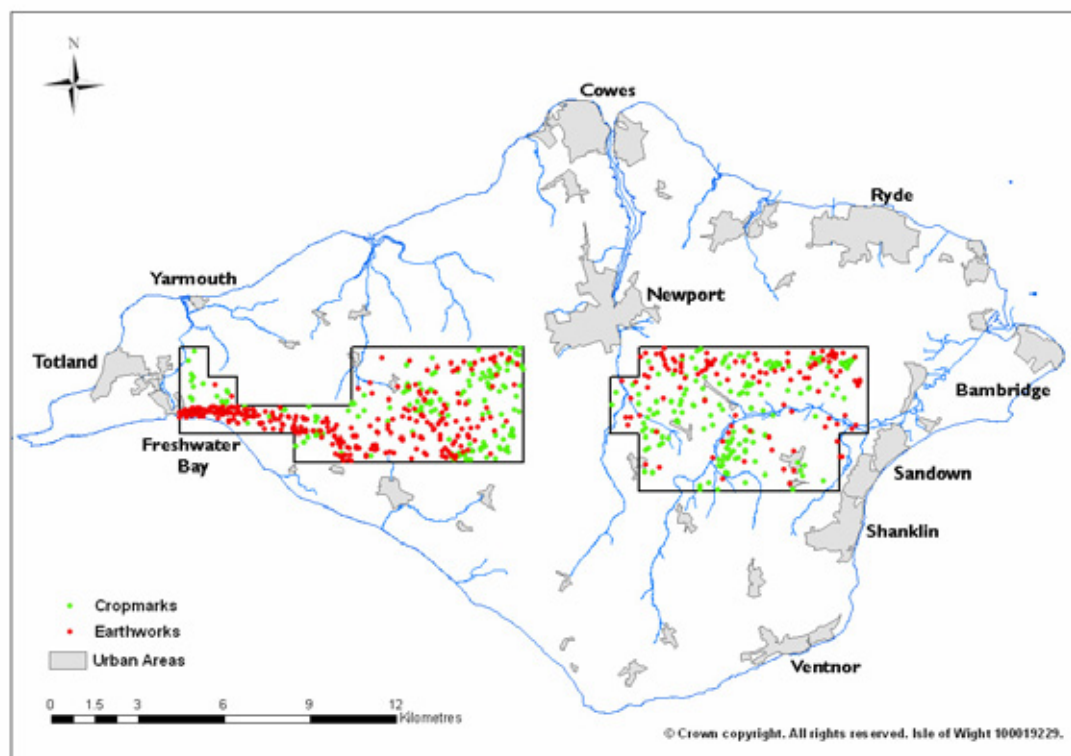 N
Cowes
Ryde
Yarmouth
Newport
Totland
Bambridge
Freshwater
Bay
Sandown
Shanklin
Cropmarks
Earthworks
Urban Areas
Ventnor
0 1.5 3 6 9 12
Kilometres
© Crown copyright. All rights reserved. Isle of Wight 100019229.